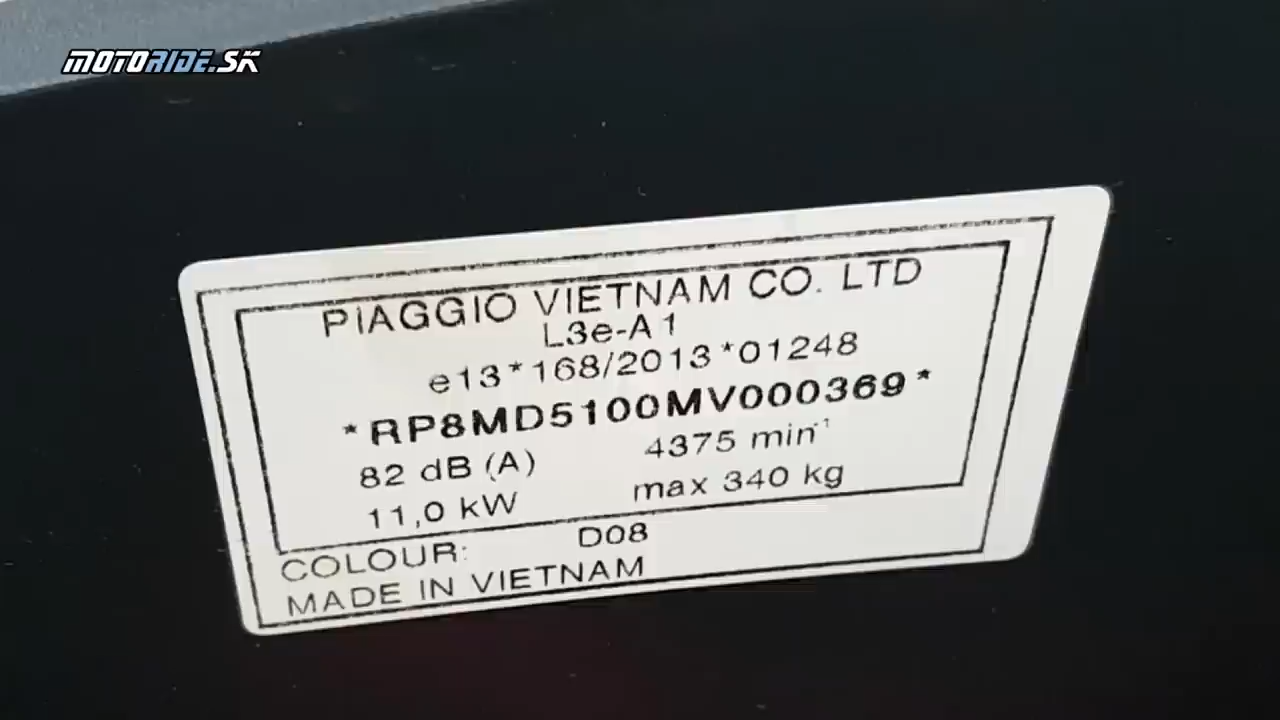 MOTORIDE.SK
PIAGGIO VIETNAM CO. LTD
L3e-A1
e13*168/2013*01248
*RP8MD5100MV000369*
82 dB (A) 4375 min-1
11,0 kW max 340 kg
COLOUR: D08
MADE IN VIETNAM